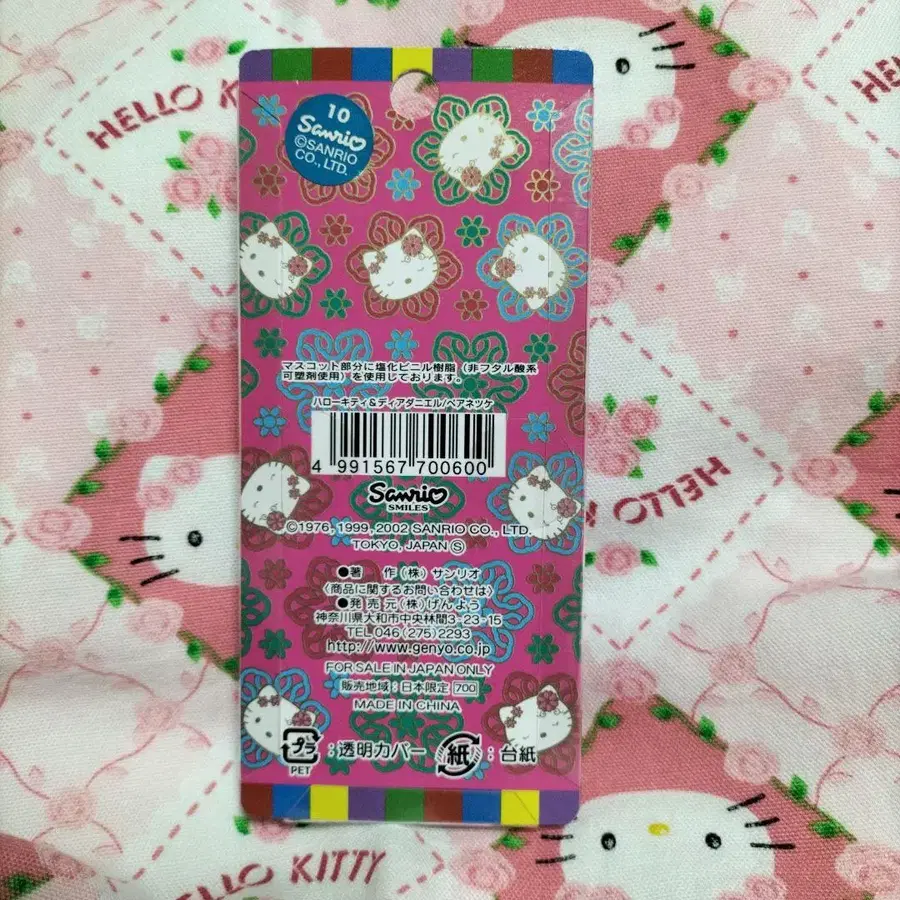 HELLO K
10
Sanrio
©SANRIO
CO., LTD.
マスコット部分に塩化ビニル樹脂（非フタル酸系
可塑剤使用）を使用しております。
ハローキティ&ディアダニエル/ペアネツケ
4 991567 700600
Sanrio
SMILES
©1976, 1999, 2002 SANRIO CO., LTD.
TOKYO, JAPAN Ⓢ
●著 作（株）サンリオ
（商品に関するお問い合わせは）
●発売元（株）げんよう
神奈川県大和市中央林間3-23-15
TEL 046(275)2293
http://www.genyo.co.jp
FOR SALE IN JAPAN ONLY
販売地域：日本限定 700
MADE IN CHINA
プラ
PET
：透明カバー
紙
：台紙
HELLO K
HELLO KITTY